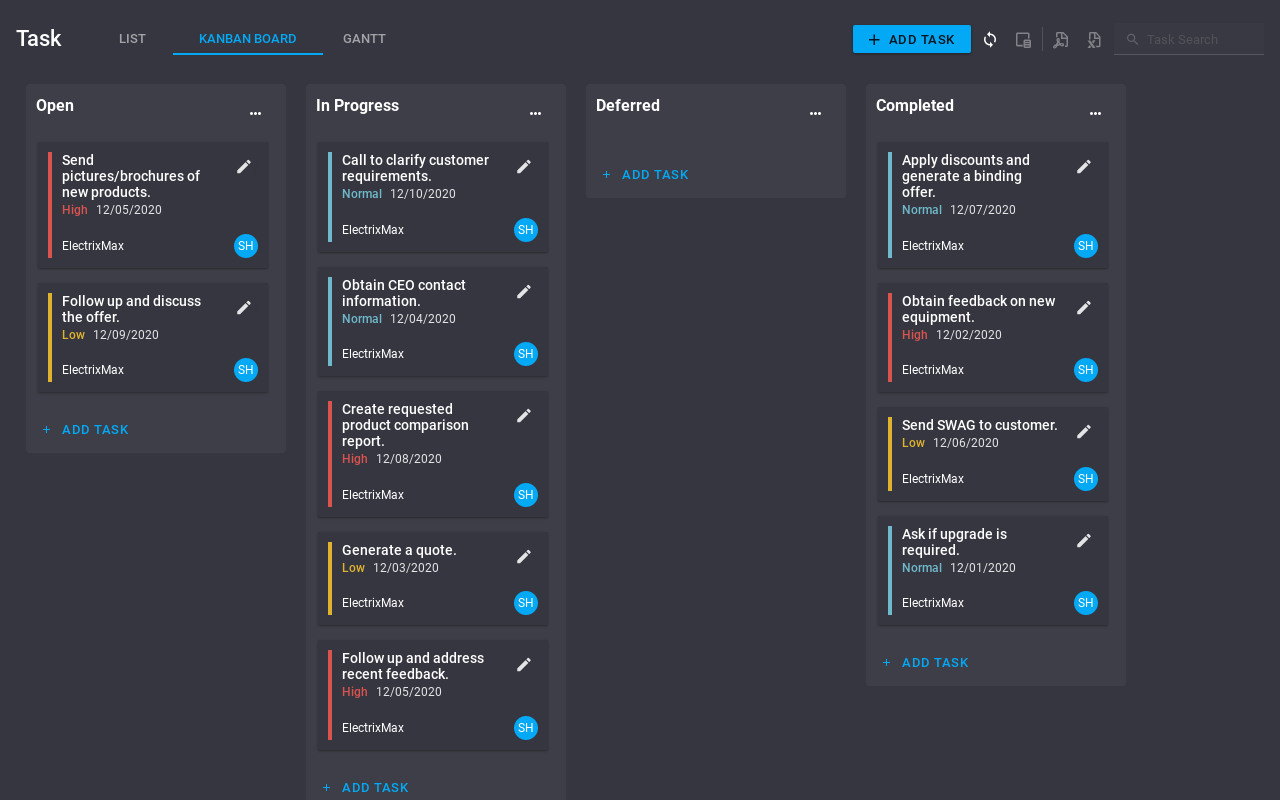 Task
LIST
KANBAN BOARD
GANTT
ADD TASK
Task Search
Open
Send
pictures/brochures of
new products.
High 12/05/2020
ElectrixMax
SH
Follow up and discuss
the offer.
Low 12/09/2020
ElectrixMax
SH
+ ADD TASK
In Progress
Call to clarify customer
requirements.
Normal 12/10/2020
ElectrixMax
SH
Obtain CEO contact
information.
Normal 12/04/2020
ElectrixMax
SH
Create requested
product comparison
report.
High 12/08/2020
ElectrixMax
SH
Generate a quote.
Low 12/03/2020
ElectrixMax
SH
Follow up and address
recent feedback.
High 12/05/2020
ElectrixMax
SH
+ ADD TASK
Deferred
+ ADD TASK
Completed
Apply discounts and
generate a binding
offer.
Normal 12/07/2020
ElectrixMax
SH
Obtain feedback on new
equipment.
High 12/02/2020
ElectrixMax
SH
Send SWAG to customer.
Low 12/06/2020
ElectrixMax
SH
Ask if upgrade is
required.
Normal 12/01/2020
ElectrixMax
SH
+ ADD TASK